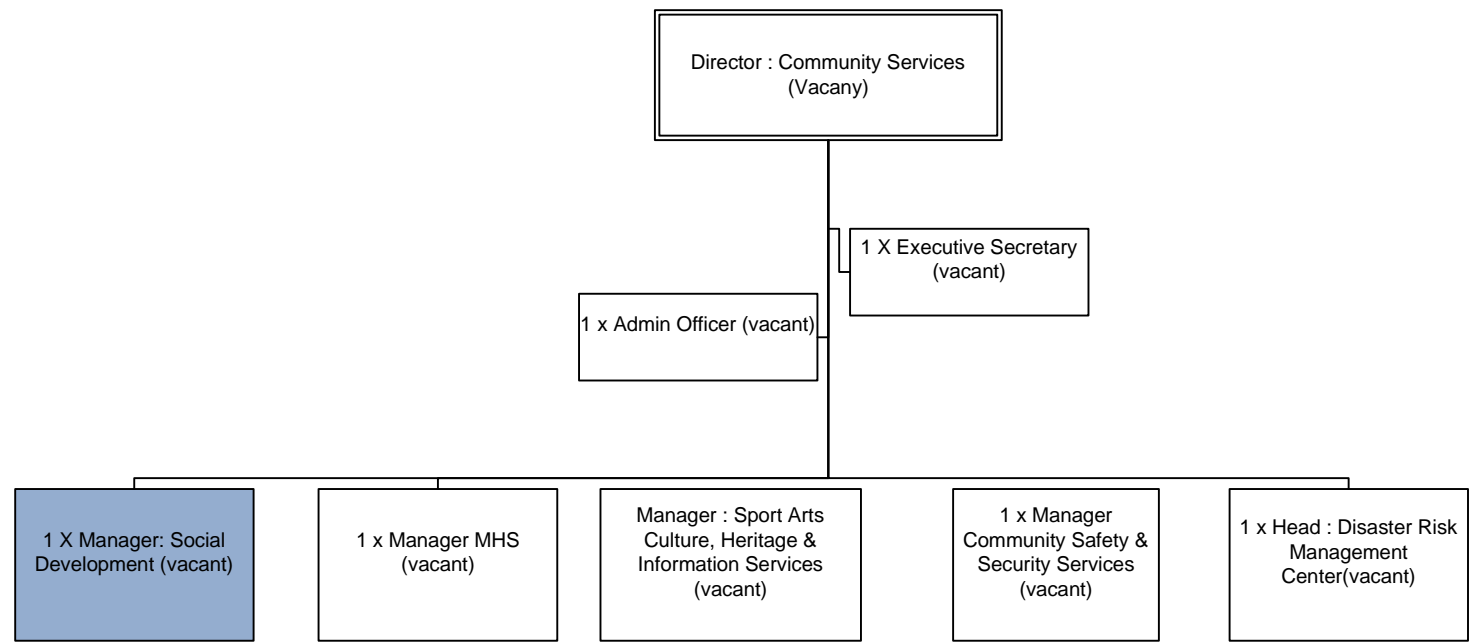 Director : Community Services
(Vacany)
1 X Executive Secretary
(vacant)
1 x Admin Officer (vacant)
1 X Manager: Social
Development (vacant)
1 x Manager MHS
(vacant)
Manager : Sport Arts
Culture, Heritage &
Information Services
(vacant)
1 x Manager
Community Safety &
Security Services
(vacant)
1 x Head : Disaster Risk
Management
Center(vacant)